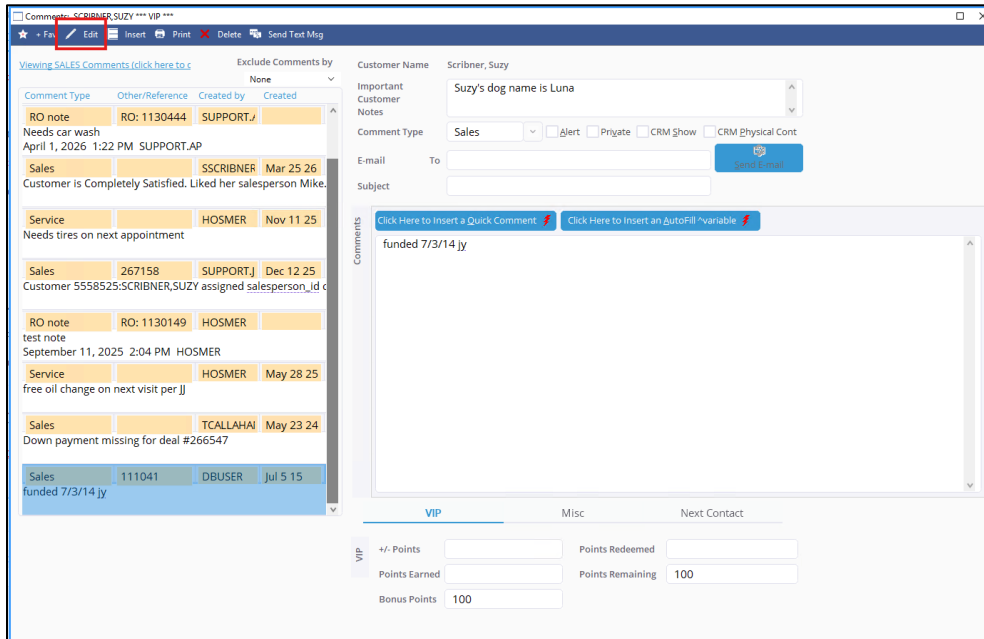 Comments: SCRIBNER,SUZY *** VIP ***
+ Fav Edit Insert Print Delete Send Text Msg
Viewing SALES Comments (click here to c
Exclude Comments by
None
Comment Type Other/Reference Created by Created
RO note RO: 1130444 SUPPORT.A
Needs car wash
April 1, 2026 1:22 PM SUPPORT.AP
Sales SSCRIBNER Mar 25 26
Customer is Completely Satisfied. Liked her salesperson Mike.
Service HOSMER Nov 11 25
Needs tires on next appointment
Sales 267158 SUPPORT.J Dec 12 25
Customer 5558525:SCRIBNER,SUZY assigned salesperson_id c
RO note RO: 1130149 HOSMER
test note
September 11, 2025 2:04 PM HOSMER
Service HOSMER May 28 25
free oil change on next visit per JJ
Sales TCALLAHAI May 23 24
Down payment missing for deal #266547
Sales 111041 DBUSER Jul 5 15
funded 7/3/14 jy
Customer Name Scribner, Suzy
Important
Customer
Notes
Suzy's dog name is Luna
Comment Type Sales Alert Private CRM Show CRM Physical Cont
E-mail To
Send E-mail
Subject
Comments
Click Here to Insert a Quick Comment Click Here to Insert an AutoFill ^variable
funded 7/3/14 jy
VIP Misc Next Contact
VIP
+/- Points Points Redeemed
Points Earned Points Remaining 100
Bonus Points 100